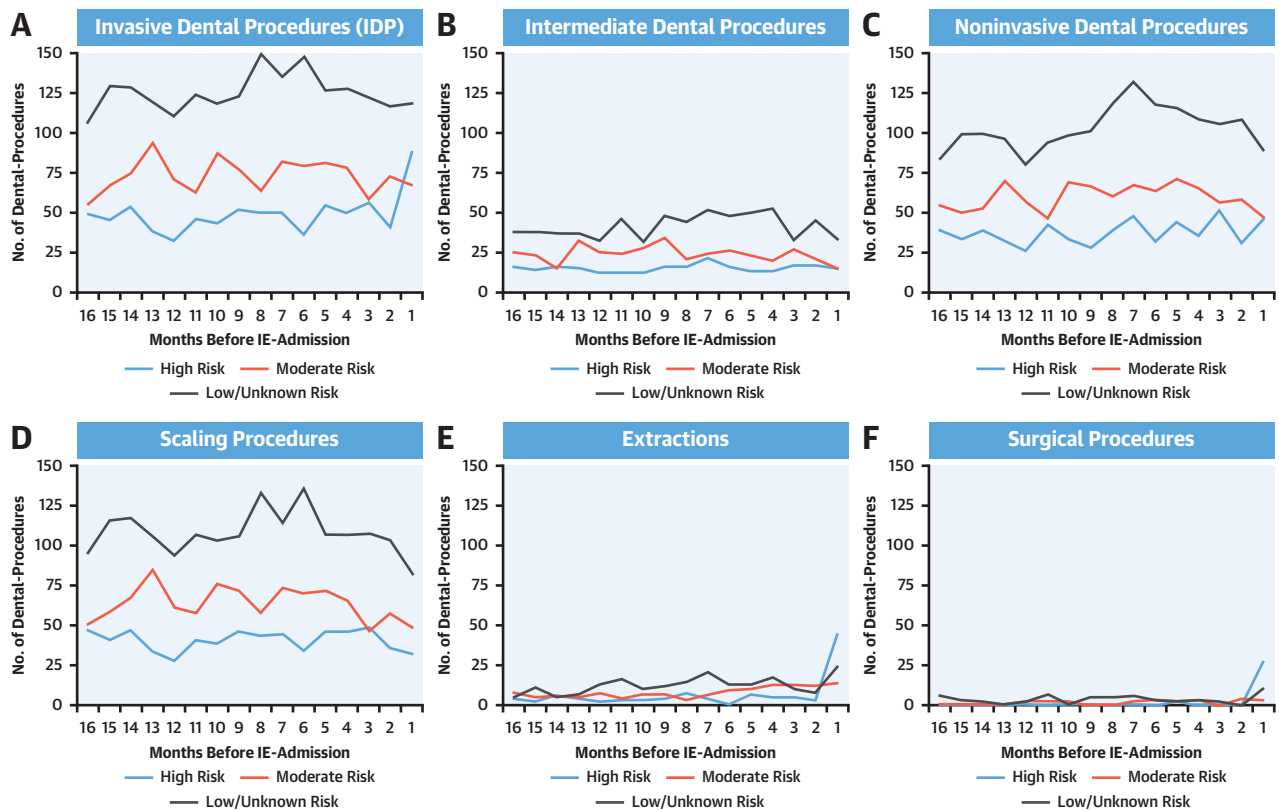 A
Invasive Dental Procedures (IDP)
No. of Dental-Procedures
150
125
100
75
50
25
0
16 15 14 13 12 11 10 9 8 7 6 5 4 3 2 1
Months Before IE-Admission
High Risk Moderate Risk
Low/Unknown Risk
B
Intermediate Dental Procedures
No. of Dental-Procedures
150
125
100
75
50
25
0
16 15 14 13 12 11 10 9 8 7 6 5 4 3 2 1
Months Before IE-Admission
High Risk Moderate Risk
Low/Unknown Risk
C
Noninvasive Dental Procedures
No. of Dental-Procedures
150
125
100
75
50
25
0
16 15 14 13 12 11 10 9 8 7 6 5 4 3 2 1
Months Before IE-Admission
High Risk Moderate Risk
Low/Unknown Risk
D
Scaling Procedures
No. of Dental-Procedures
150
125
100
75
50
25
0
16 15 14 13 12 11 10 9 8 7 6 5 4 3 2 1
Months Before IE-Admission
High Risk Moderate Risk
Low/Unknown Risk
E
Extractions
No. of Dental-Procedures
150
125
100
75
50
25
0
16 15 14 13 12 11 10 9 8 7 6 5 4 3 2 1
Months Before IE-Admission
High Risk Moderate Risk
Low/Unknown Risk
F
Surgical Procedures
No. of Dental-Procedures
150
125
100
75
50
25
0
16 15 14 13 12 11 10 9 8 7 6 5 4 3 2 1
Months Before IE-Admission
High Risk Moderate Risk
Low/Unknown Risk